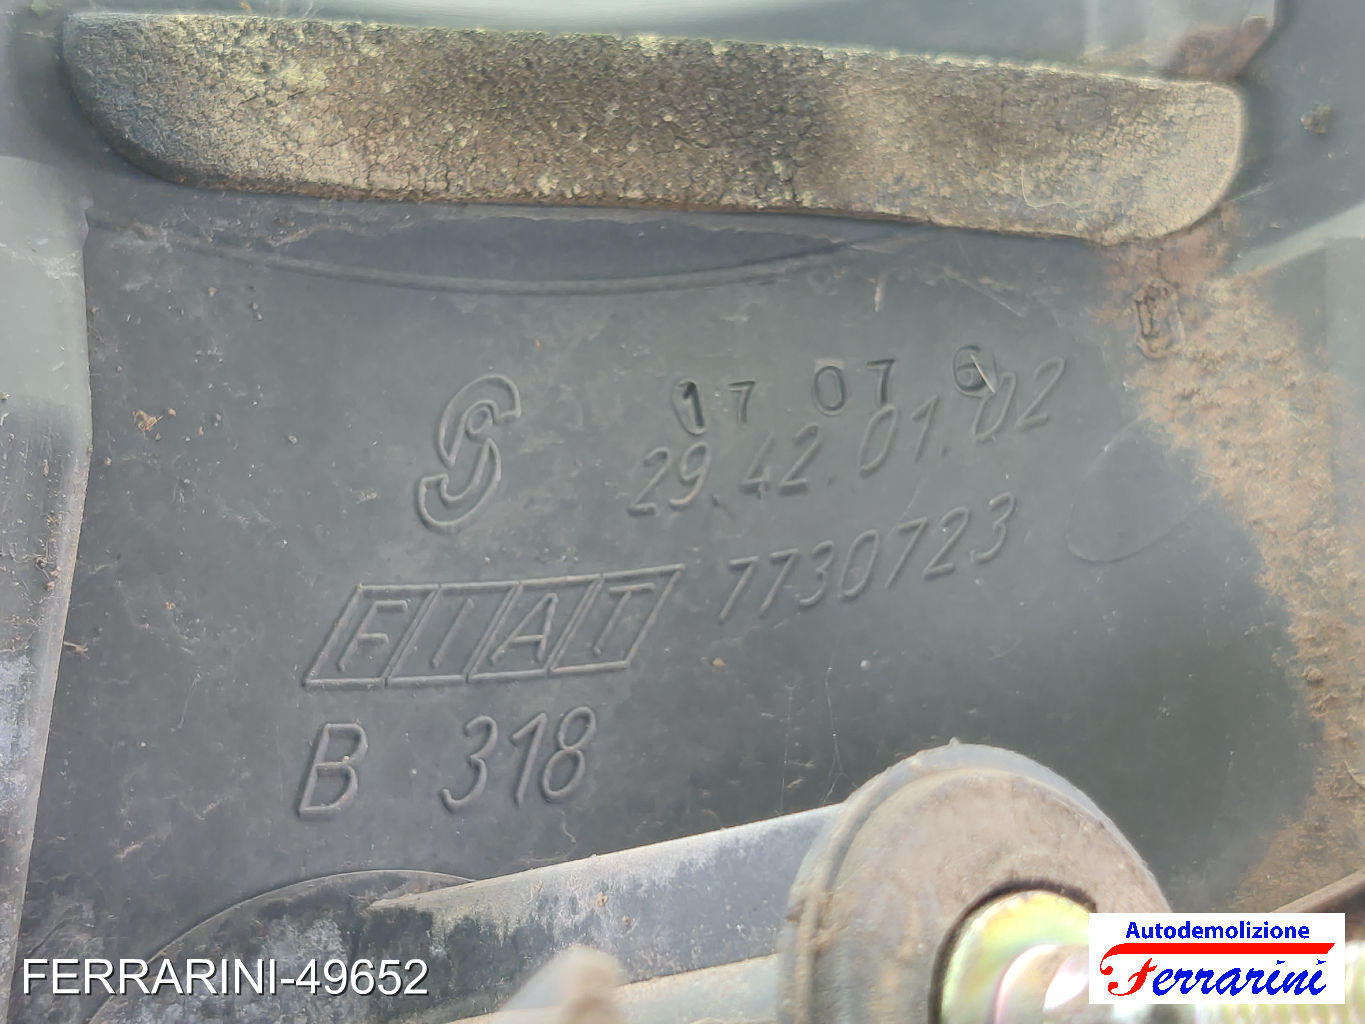 17 07 6
29.42.01.02
FIAT 7730723
B 318
FERRARINI-49652
Autodemolizione
Ferrarini